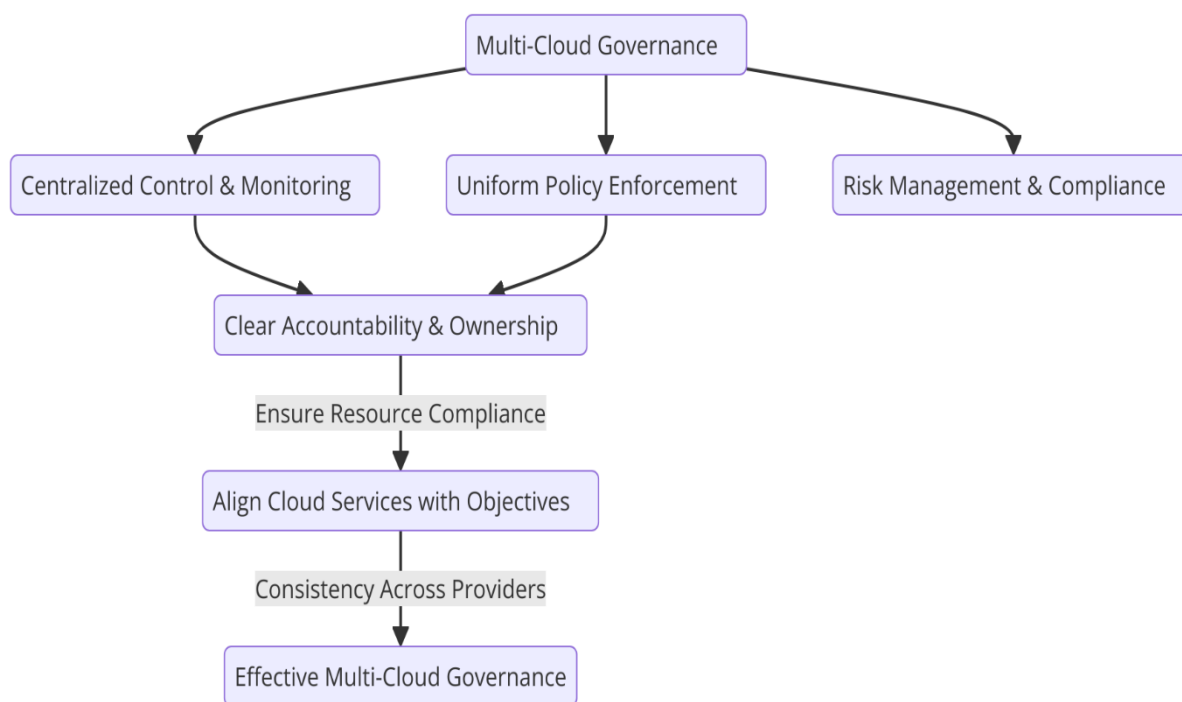 Multi-Cloud Governance
Centralized Control & Monitoring
Uniform Policy Enforcement
Risk Management & Compliance
Clear Accountability & Ownership
Ensure Resource Compliance
Align Cloud Services with Objectives
Consistency Across Providers
Effective Multi-Cloud Governance